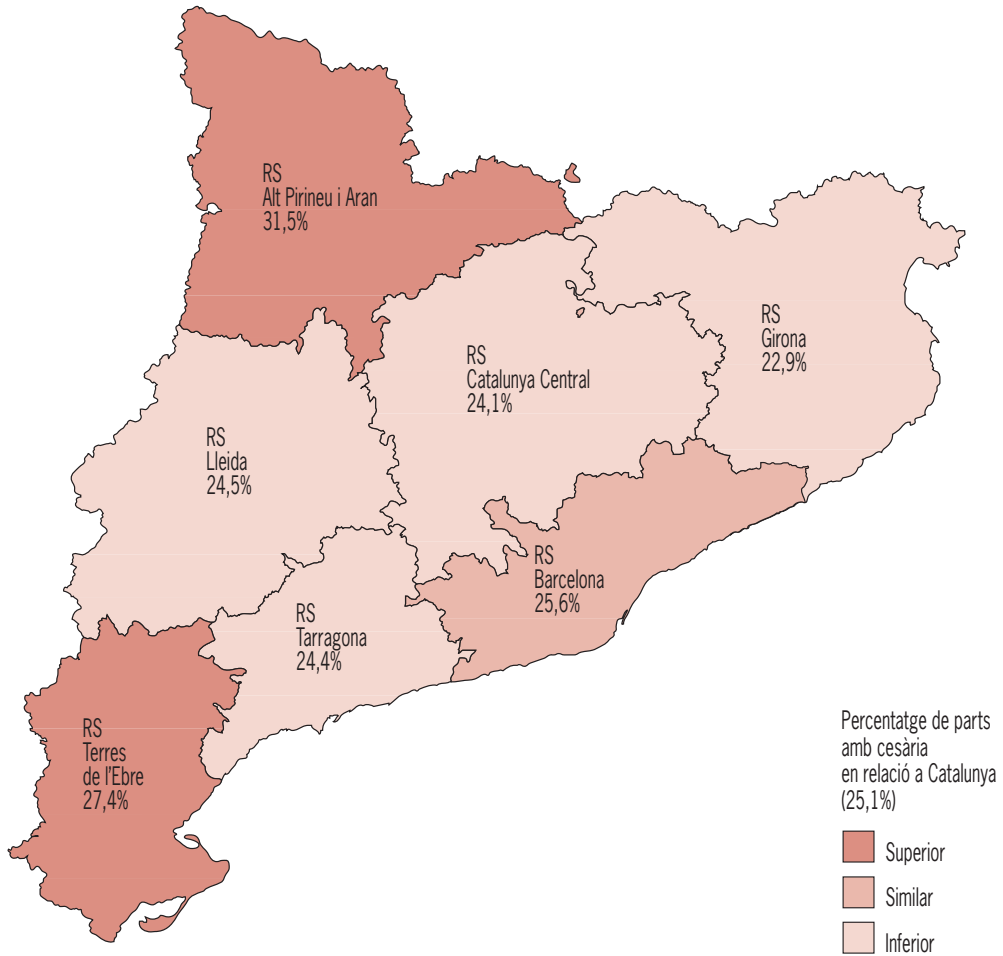 RS
Alt Pirineu i Aran
31,5%
RS
Girona
22,9%
RS
Catalunya Central
24,1%
RS
Lleida
24,5%
RS
Barcelona
25,6%
RS
Tarragona
24,4%
RS
Terres
de l'Ebre
27,4%
Percentatge de parts
amb cesària
en relació a Catalunya
(25,1%)
Superior
Similar
Inferior